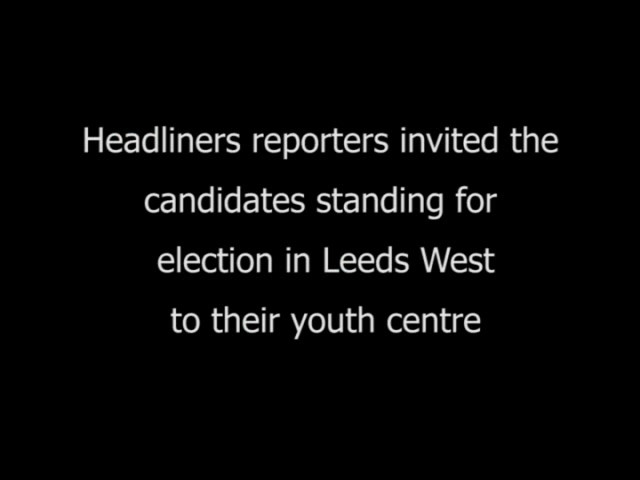 Headliners reporters invited the
candidates standing for
election in Leeds West
to their youth centre